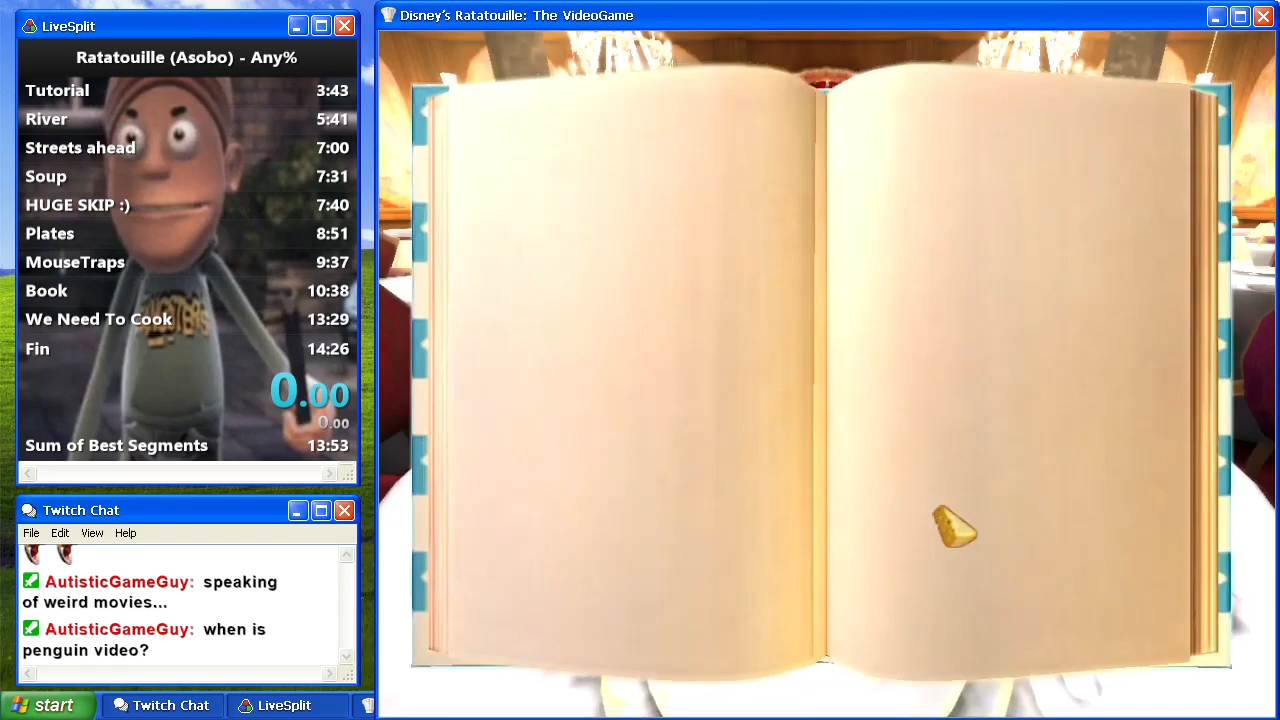 LiveSplit
Ratatouille (Asobo) - Any%
Tutorial 3:43
River 5:41
Streets ahead 7:00
Soup 7:31
HUGE SKIP :) 7:40
Plates 8:51
MouseTraps 9:37
Book 10:38
We Need To Cook 13:29
Fin 14:26
0.00
0.00
Sum of Best Segments 13:53
Twitch Chat
File Edit View Help
AutisticGameGuy: speaking
of weird movies...
AutisticGameGuy: when is
penguin video?
start Twitch Chat LiveSplit
Disney's Ratatouille: The VideoGame